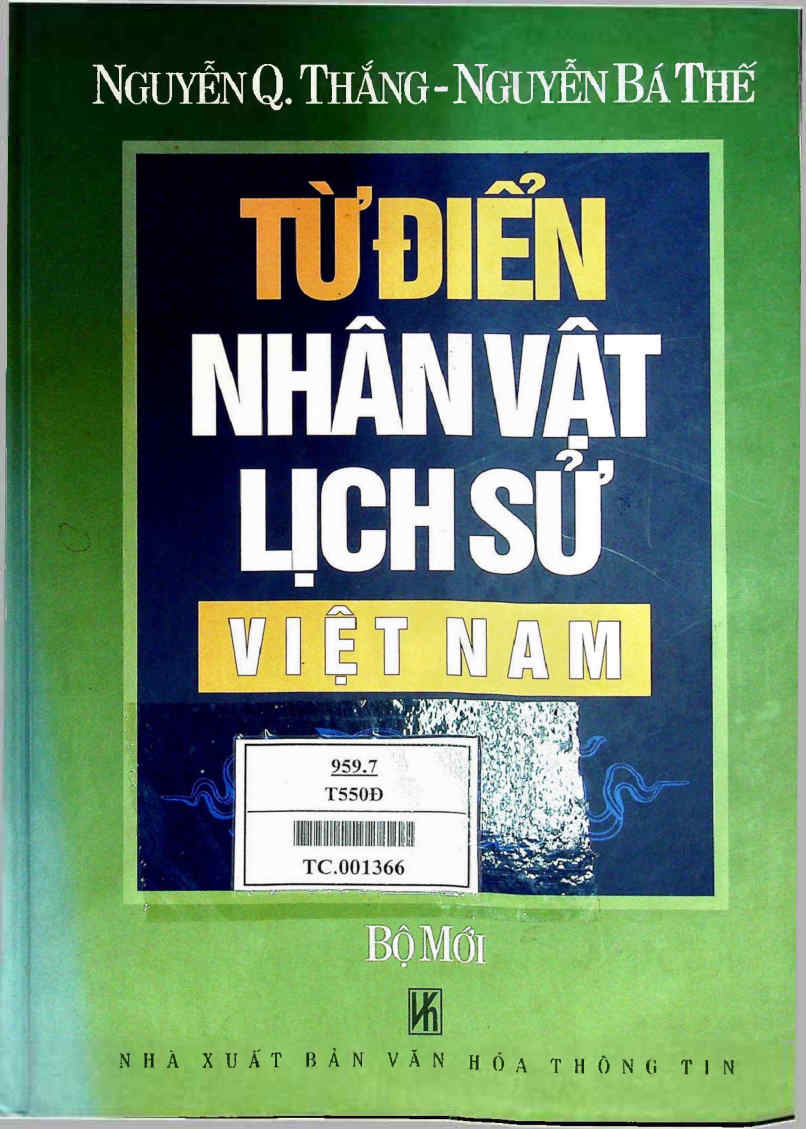 NGUYỄN Q. THẮNG - NGUYỄN BÁ THẾ
TỪ ĐIỂN
NHÂN VẬT
LỊCH SỬ
VIỆT NAM
959.7
T550Đ
TC.001366
BỘ MỚI
NHÀ XUẤT BẢN VĂN HÓA THÔNG TIN